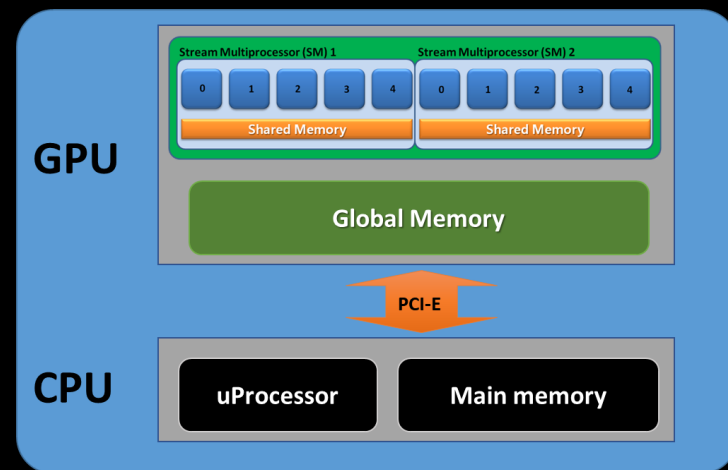 Stream Multiprocessor (SM) 1
Stream Multiprocessor (SM) 2
0 1 2 3 4
0 1 2 3 4
Shared Memory
Shared Memory
GPU
Global Memory
PCI-E
CPU
uProcessor
Main memory